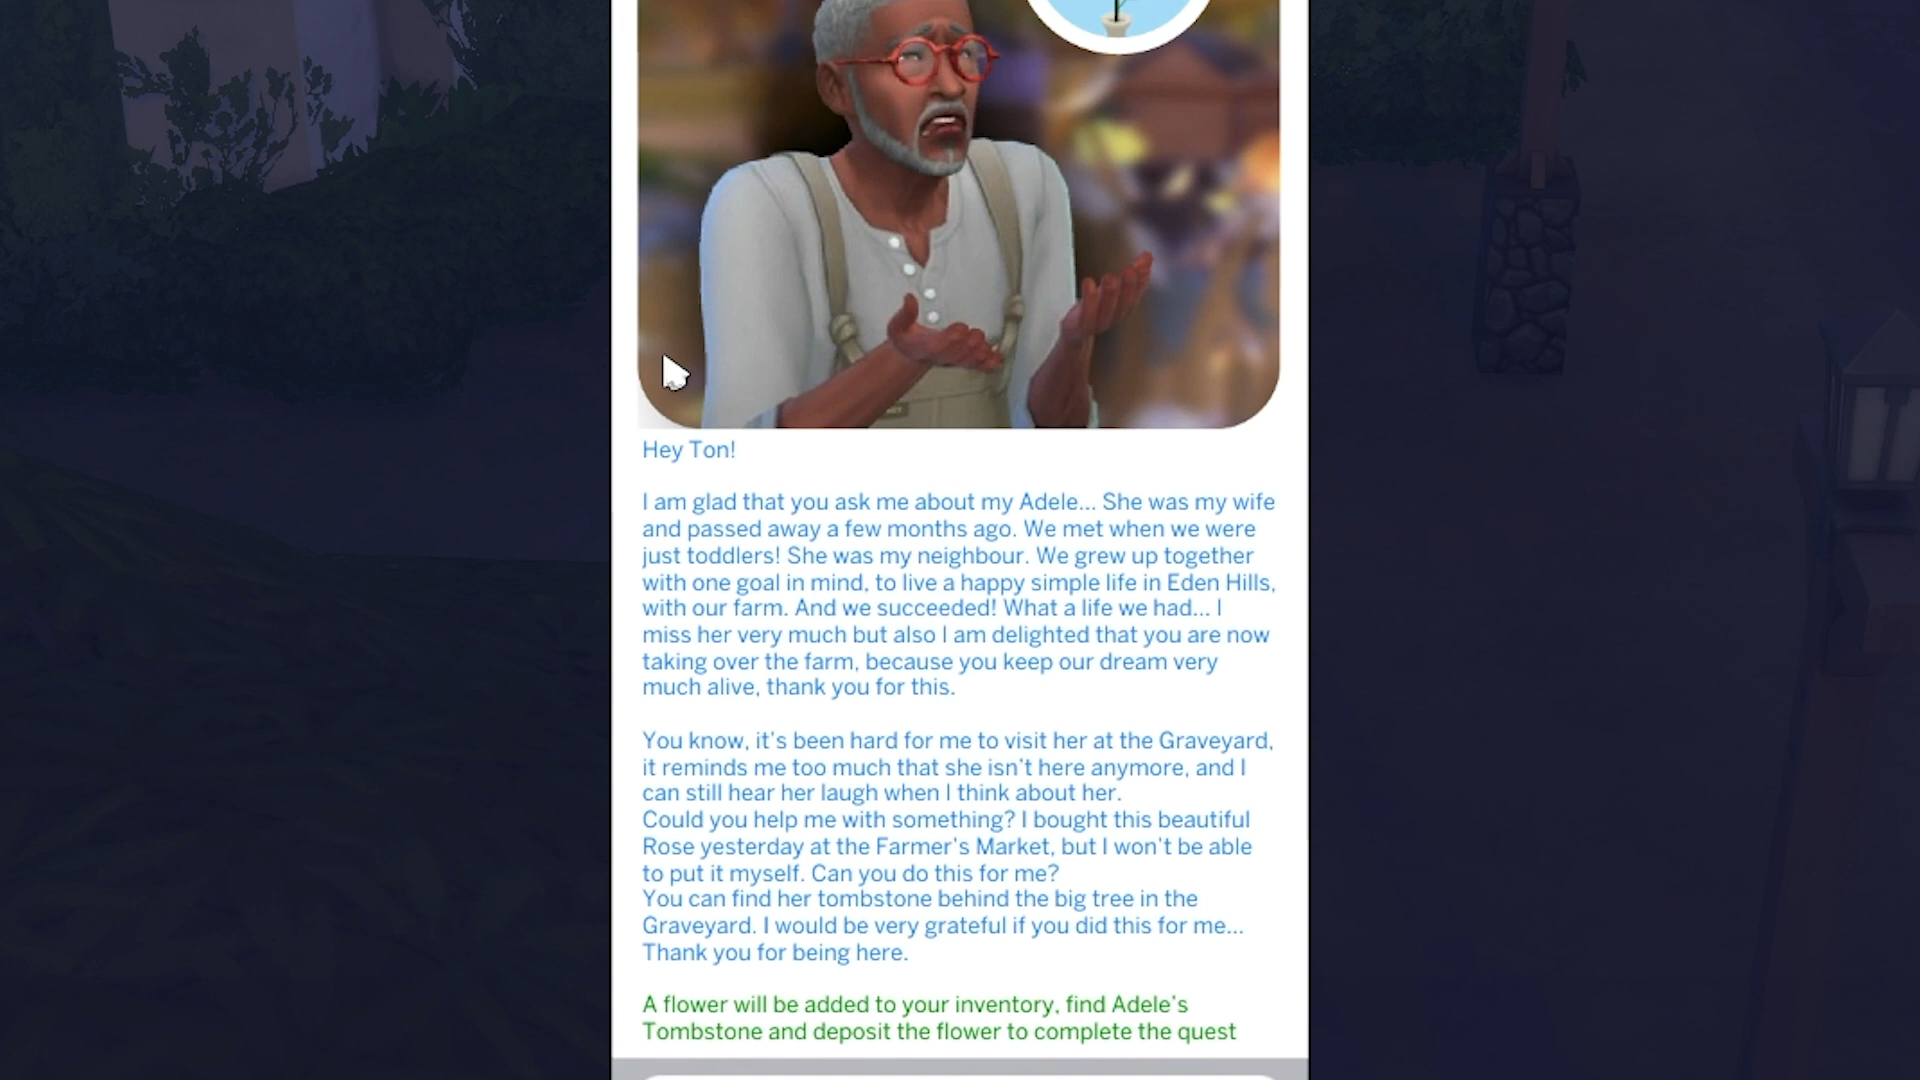 Hey Ton!
I am glad that you ask me about my Adele... She was my wife
and passed away a few months ago. We met when we were
just toddlers! She was my neighbour. We grew up together
with one goal in mind, to live a happy simple life in Eden Hills,
with our farm. And we succeeded! What a life we had... I
miss her very much but also I am delighted that you are now
taking over the farm, because you keep our dream very
much alive, thank you for this.
You know, it's been hard for me to visit her at the Graveyard,
it reminds me too much that she isn't here anymore, and I
can still hear her laugh when I think about her.
Could you help me with something? I bought this beautiful
Rose yesterday at the Farmer's Market, but I won't be able
to put it myself. Can you do this for me?
You can find her tombstone behind the big tree in the
Graveyard. I would be very grateful if you did this for me...
Thank you for being here.
A flower will be added to your inventory, find Adele's
Tombstone and deposit the flower to complete the quest